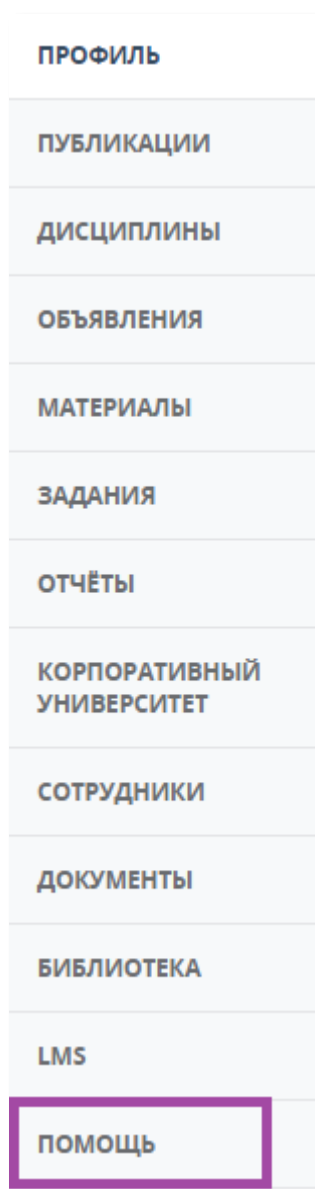 ПРОФИЛЬ
ПУБЛИКАЦИИ
ДИСЦИПЛИНЫ
ОБЪЯВЛЕНИЯ
МАТЕРИАЛЫ
ЗАДАНИЯ
ОТЧЁТЫ
КОРПОРАТИВНЫЙ
УНИВЕРСИТЕТ
СОТРУДНИКИ
ДОКУМЕНТЫ
БИБЛИОТЕКА
LMS
ПОМОЩЬ